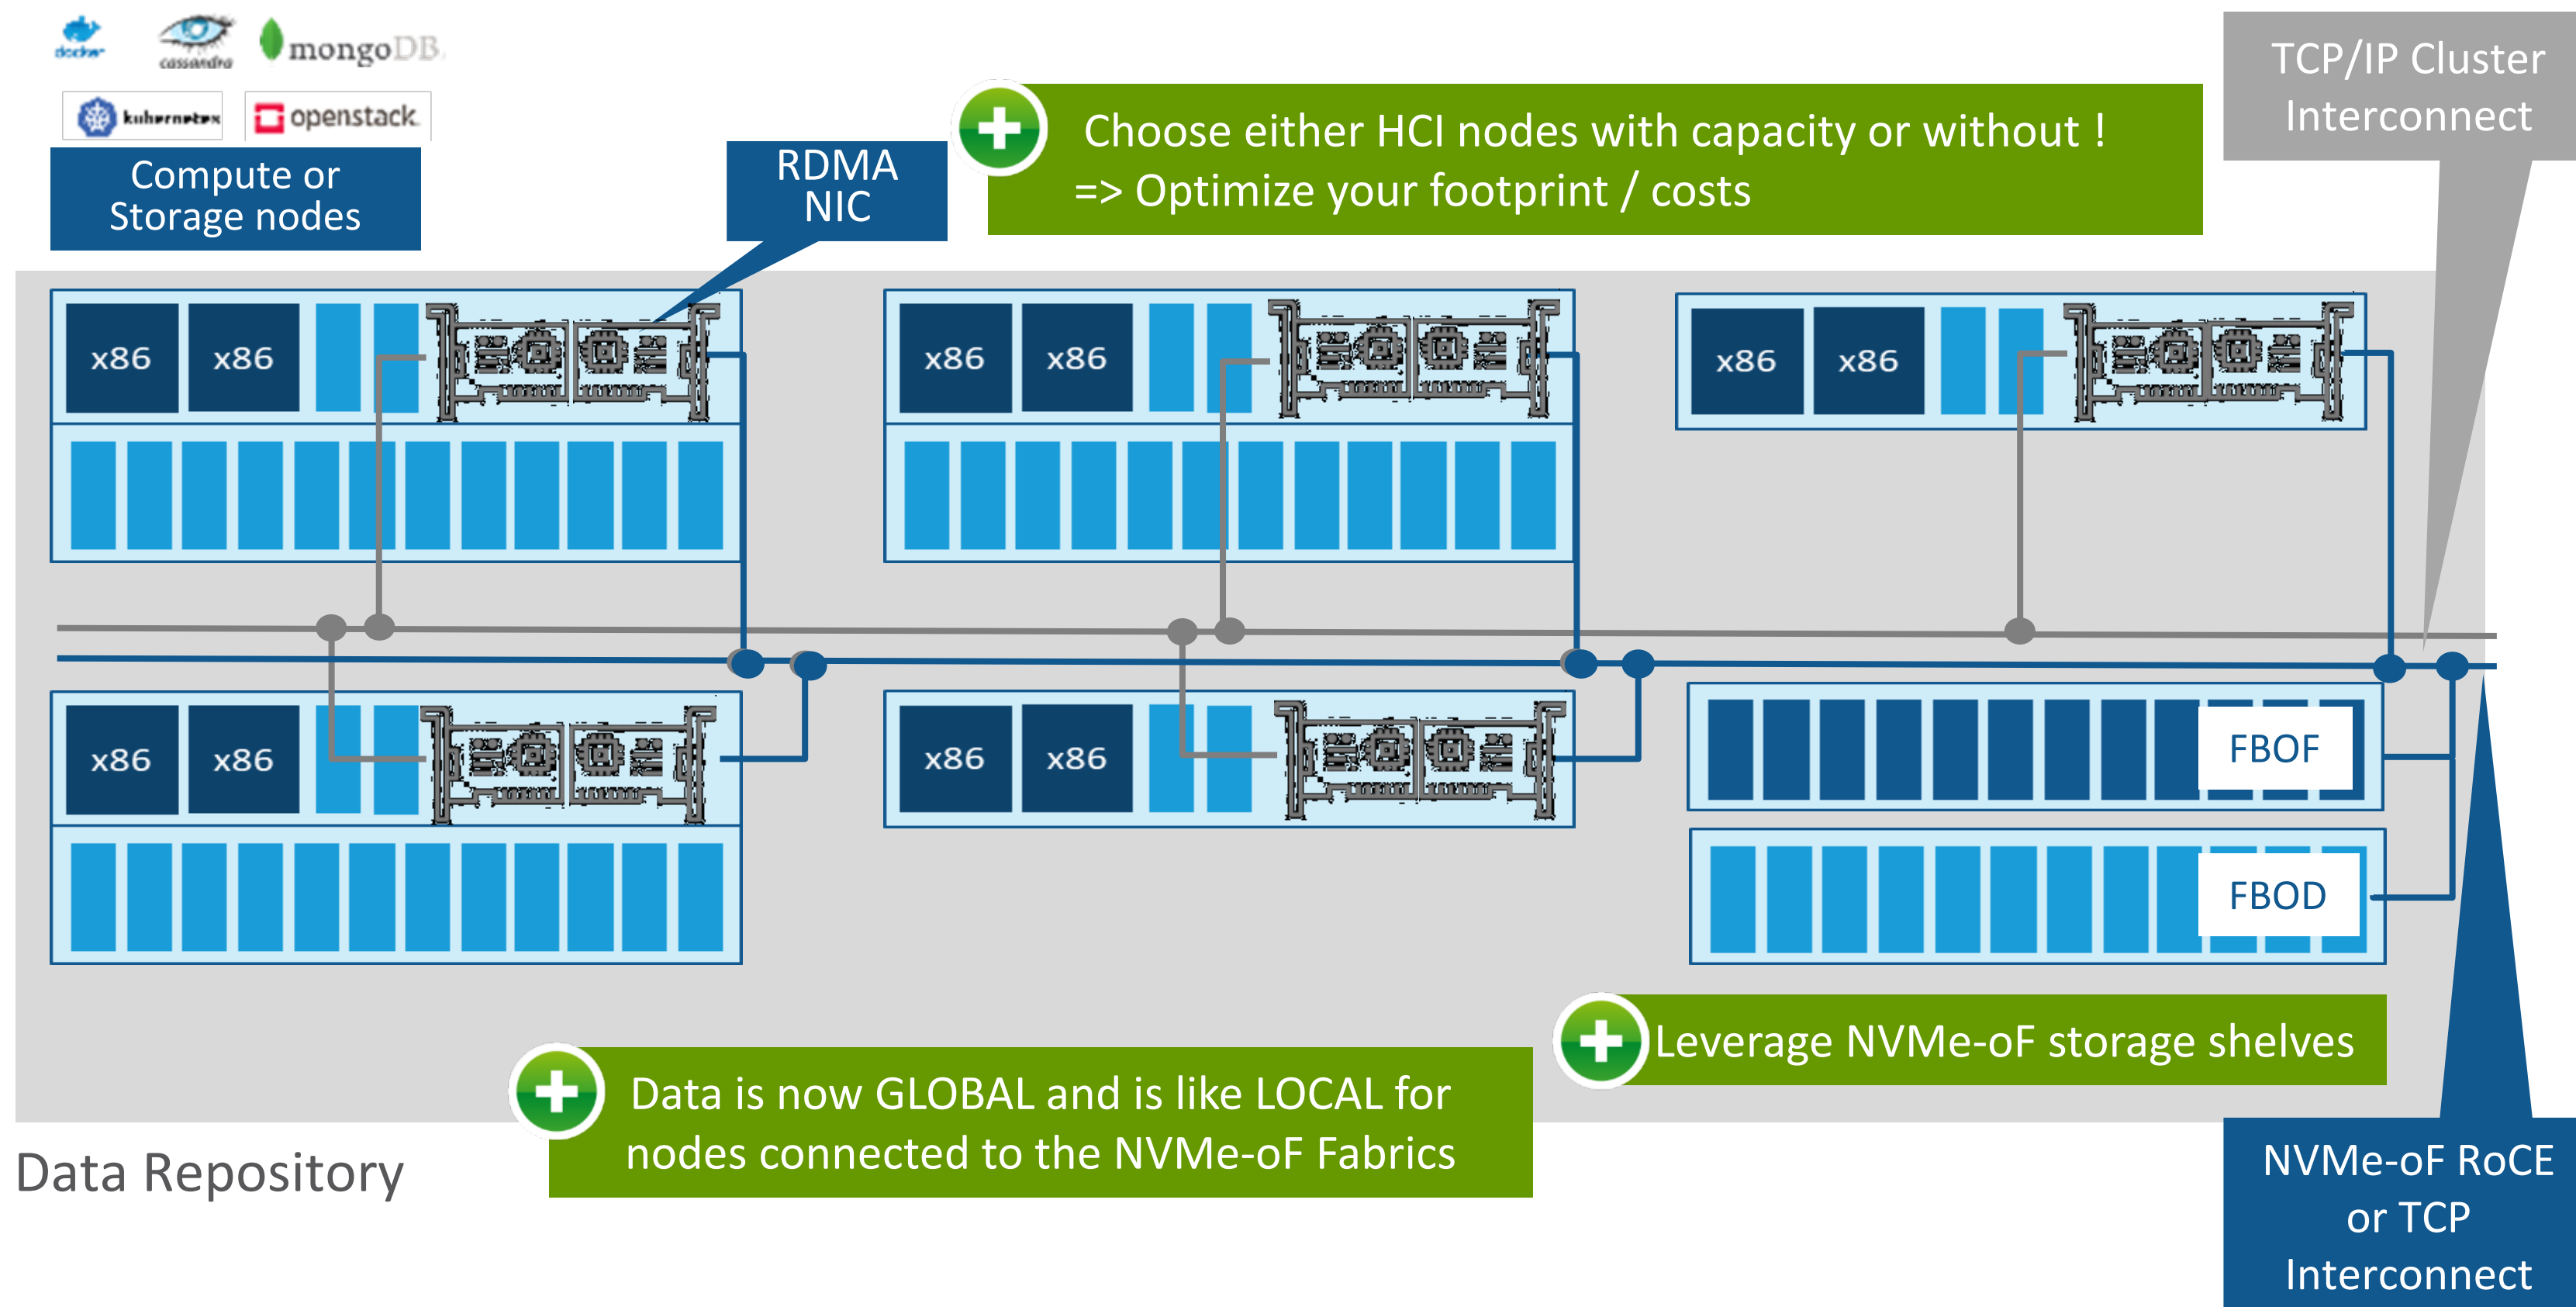 docker
cassandra
mongoDB
kubernetes
openstack.
Compute or
Storage nodes
RDMA
NIC
Choose either HCI nodes with capacity or without !
=> Optimize your footprint / costs
TCP/IP Cluster
Interconnect
x86 x86
x86 x86
x86 x86
x86 x86
x86 x86
FBOF
FBOD
Leverage NVMe-oF storage shelves
Data is now GLOBAL and is like LOCAL for
nodes connected to the NVMe-oF Fabrics
Data Repository
NVMe-oF RoCE
or TCP
Interconnect